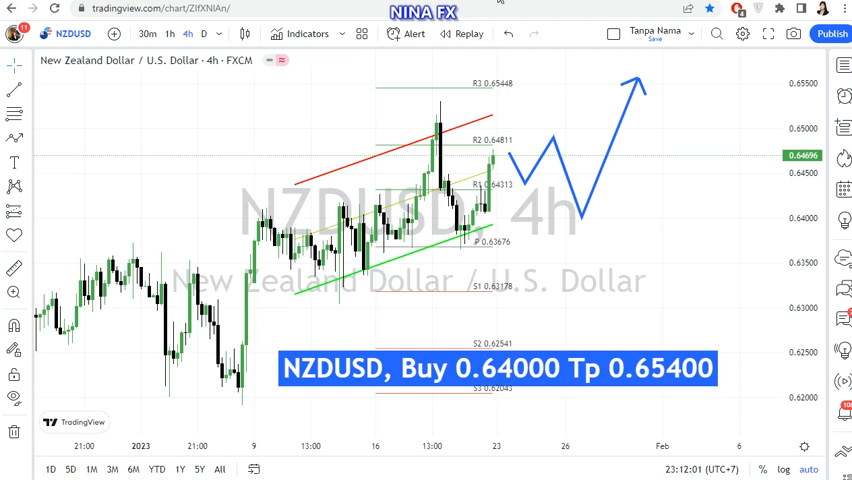 tradingview.com/chart/ZIfXNIAn/
NINA FX
4
11
NZDUSD
30m 1h 4h D
Indicators
Alert
Replay
Tanpa Nama
Save
Publish
New Zealand Dollar / U.S. Dollar · 4h · FXCM
R3 0.65448
R2 0.64811
R1 0.64313
P 0.63676
S1 0.63178
S2 0.62541
S3 0.62043
NZDUSD, 4h
New Zealand Dollar / U.S. Dollar
NZDUSD, Buy 0.64000 Tp 0.65400
0.65500
0.65000
0.64696
0.64500
0.64000
0.63500
0.63000
0.62500
0.62000
TradingView
21:00 2023 21:00 9 13:00 16 13:00 23 26 Feb 6
1D 5D 1M 3M 6M YTD 1Y 5Y All
23:12:01 (UTC+7) % log auto